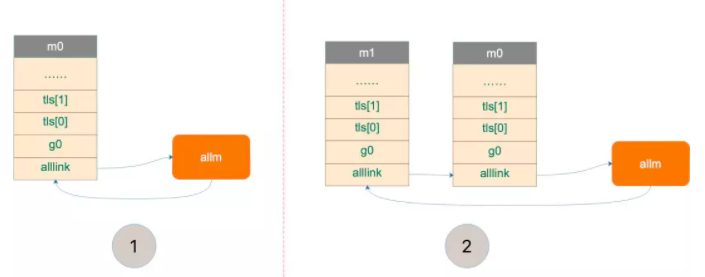 m0
......
tls[1]
tls[0]
g0
alllink
allm
1
m1
......
tls[1]
tls[0]
g0
alllink
m0
......
tls[1]
tls[0]
g0
alllink
allm
2